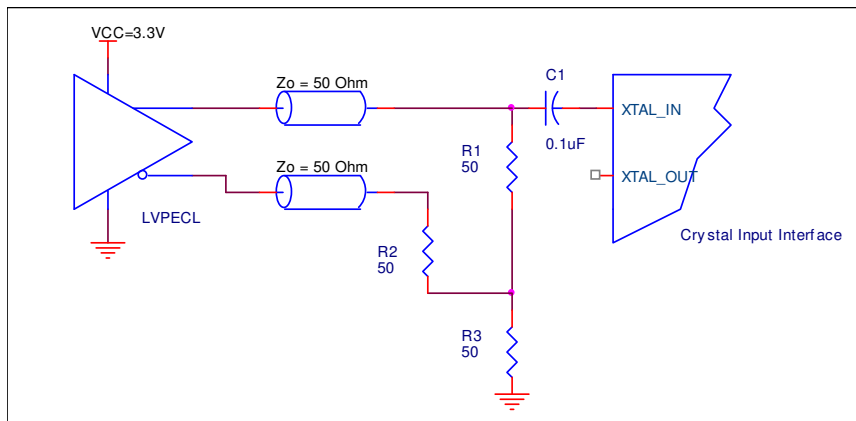 VCC=3.3V
Zo = 50 Ohm
C1
0.1uF
XTAL_IN
R1
50
Zo = 50 Ohm
XTAL_OUT
LVPECL
R2
50
Crystal Input Interface
R3
50